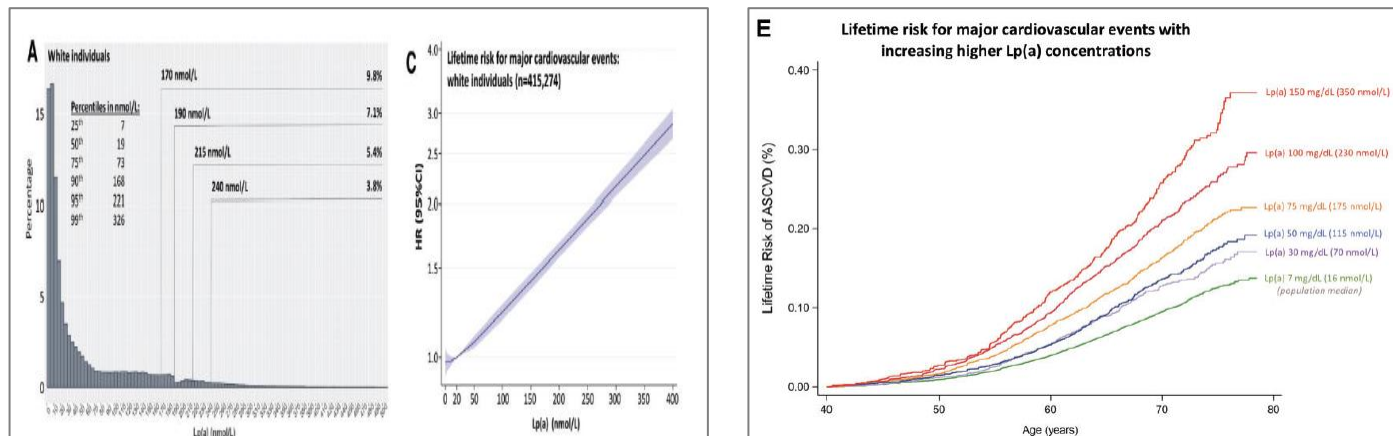 A
White individuals
Percentage
15
10
5
0
Percentiles in nmol/L:
25th 7
50th 19
75th 73
90th 168
95th 221
99th 326
170 nmol/L 9.8%
190 nmol/L 7.1%
215 nmol/L 5.4%
240 nmol/L 3.8%
Lp(a) (nmol/L)
C
Lifetime risk for major cardiovascular events:
white individuals (n=415,274)
HR (95%CI)
4.0
3.0
2.5
2.0
1.5
1.0
0 20 50 100 150 200 250 300 350 400
Lp(a) (nmol/L)
E
Lifetime risk for major cardiovascular events with
increasing higher Lp(a) concentrations
Lifetime Risk of ASCVD (%)
0.40
0.30
0.20
0.10
0.00
Lp(a) 150 mg/dL (350 nmol/L)
Lp(a) 100 mg/dL (230 nmol/L)
Lp(a) 75 mg/dL (175 nmol/L)
Lp(a) 50 mg/dL (115 nmol/L)
Lp(a) 30 mg/dL (70 nmol/L)
Lp(a) 7 mg/dL (16 nmol/L)
(population median)
40 50 60 70 80
Age (years)